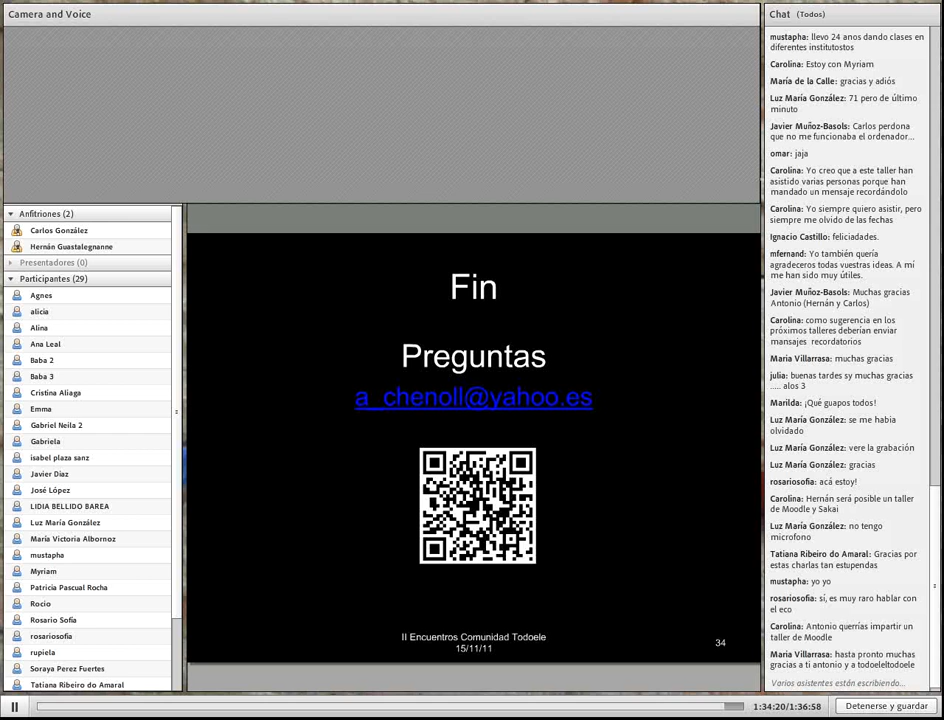 Camera and Voice
Anfitriones (2)
Carlos González
Hernán Guastalegnanne
Presentadores (0)
Participantes (29)
Agnes
alicia
Alina
Ana Leal
Baba 2
Baba 3
Cristina Aliaga
Emma
Gabriel Neila 2
Gabriela
isabel plaza sanz
Javier Diaz
José López
LIDIA BELLIDO BAREA
Luz María González
María Victoria Albornoz
mustapha
Myriam
Patricia Pascual Rocha
Rocio
Rosario Sofía
rosariosofia
rupiela
Soraya Perez Fuertes
Tatiana Ribeiro do Amaral
Fin
Preguntas
a_chenoll@yahoo.es
II Encuentros Comunidad Todoele
15/11/11
34
Chat (Todos)
mustapha: llevo 24 anos dando clases en
diferentes institutostos
Carolina: Estoy con Myriam
María de la Calle: gracias y adiós
Luz María González: 71 pero de último
minuto
Javier Muñoz-Basols: Carlos perdona
que no me funcionaba el ordenador...
omar: jaja
Carolina: Yo creo que a este taller han
asistido varias personas porque han
mandado un mensaje recordándolo
Carolina: Yo siempre quiero asistir, pero
siempre me olvido de las fechas
Ignacio Castillo: feliciadades.
mfernand: Yo también quería
agradeceros todas vuestras ideas. A mí
me han sido muy útiles.
Javier Muñoz-Basols: Muchas gracias
Antonio (Hernán y Carlos)
Carolina: como sugerencia en los
próximos talleres deberían enviar
mansajes recordatorios
Maria Villarrasa: muchas gracias
julia: buenas tardes sy muchas gracias
..... alos 3
Marilda: ¡Qué guapos todos!
Luz María González: se me habia
olvidado
Luz María González: vere la grabación
Luz María González: gracias
rosariosofia: acá estoy!
Carolina: Hernán será posible un taller
de Moodle y Sakai
Luz María González: no tengo
microfono
Tatiana Ribeiro do Amaral: Gracias por
estas charlas tan estupendas
mustapha: yo yo
rosariosofia: sí, es muy raro hablar con
el eco
Carolina: Antonio querrías impartir un
taller de Moodle
Maria Villarrasa: hasta pronto muchas
gracias a ti antonio y a todoeleltodoele
Varios asistentes están escribiendo...
1:34:20/1:36:58
Detenerse y guardar